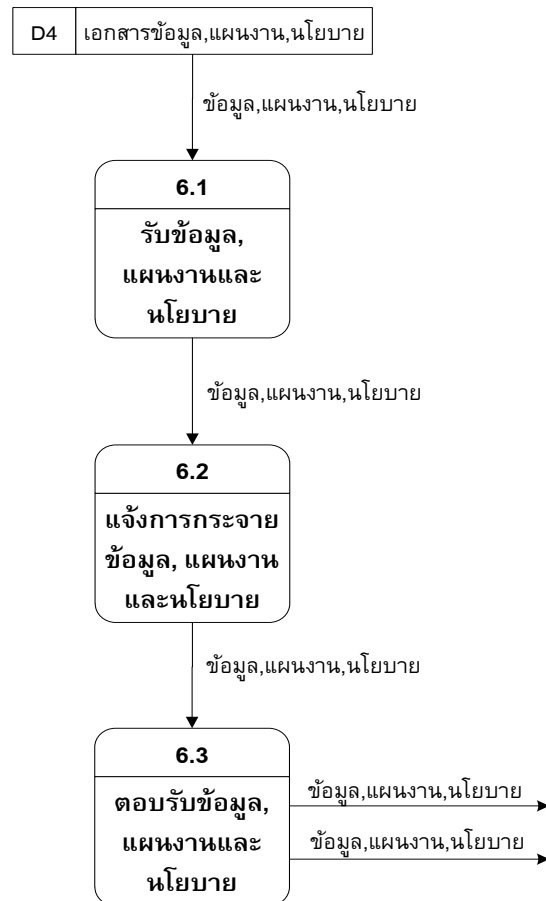 D4 เอกสารข้อมูล,แผนงาน,นโยบาย
ข้อมูล,แผนงาน,นโยบาย
6.1
รับข้อมูล,
แผนงานและ
นโยบาย
ข้อมูล,แผนงาน,นโยบาย
6.2
แจ้งการกระจาย
ข้อมูล, แผนงาน
และนโยบาย
ข้อมูล,แผนงาน,นโยบาย
6.3
ตอบรับข้อมูล,
แผนงานและ
นโยบาย
ข้อมูล,แผนงาน,นโยบาย
ข้อมูล,แผนงาน,นโยบาย